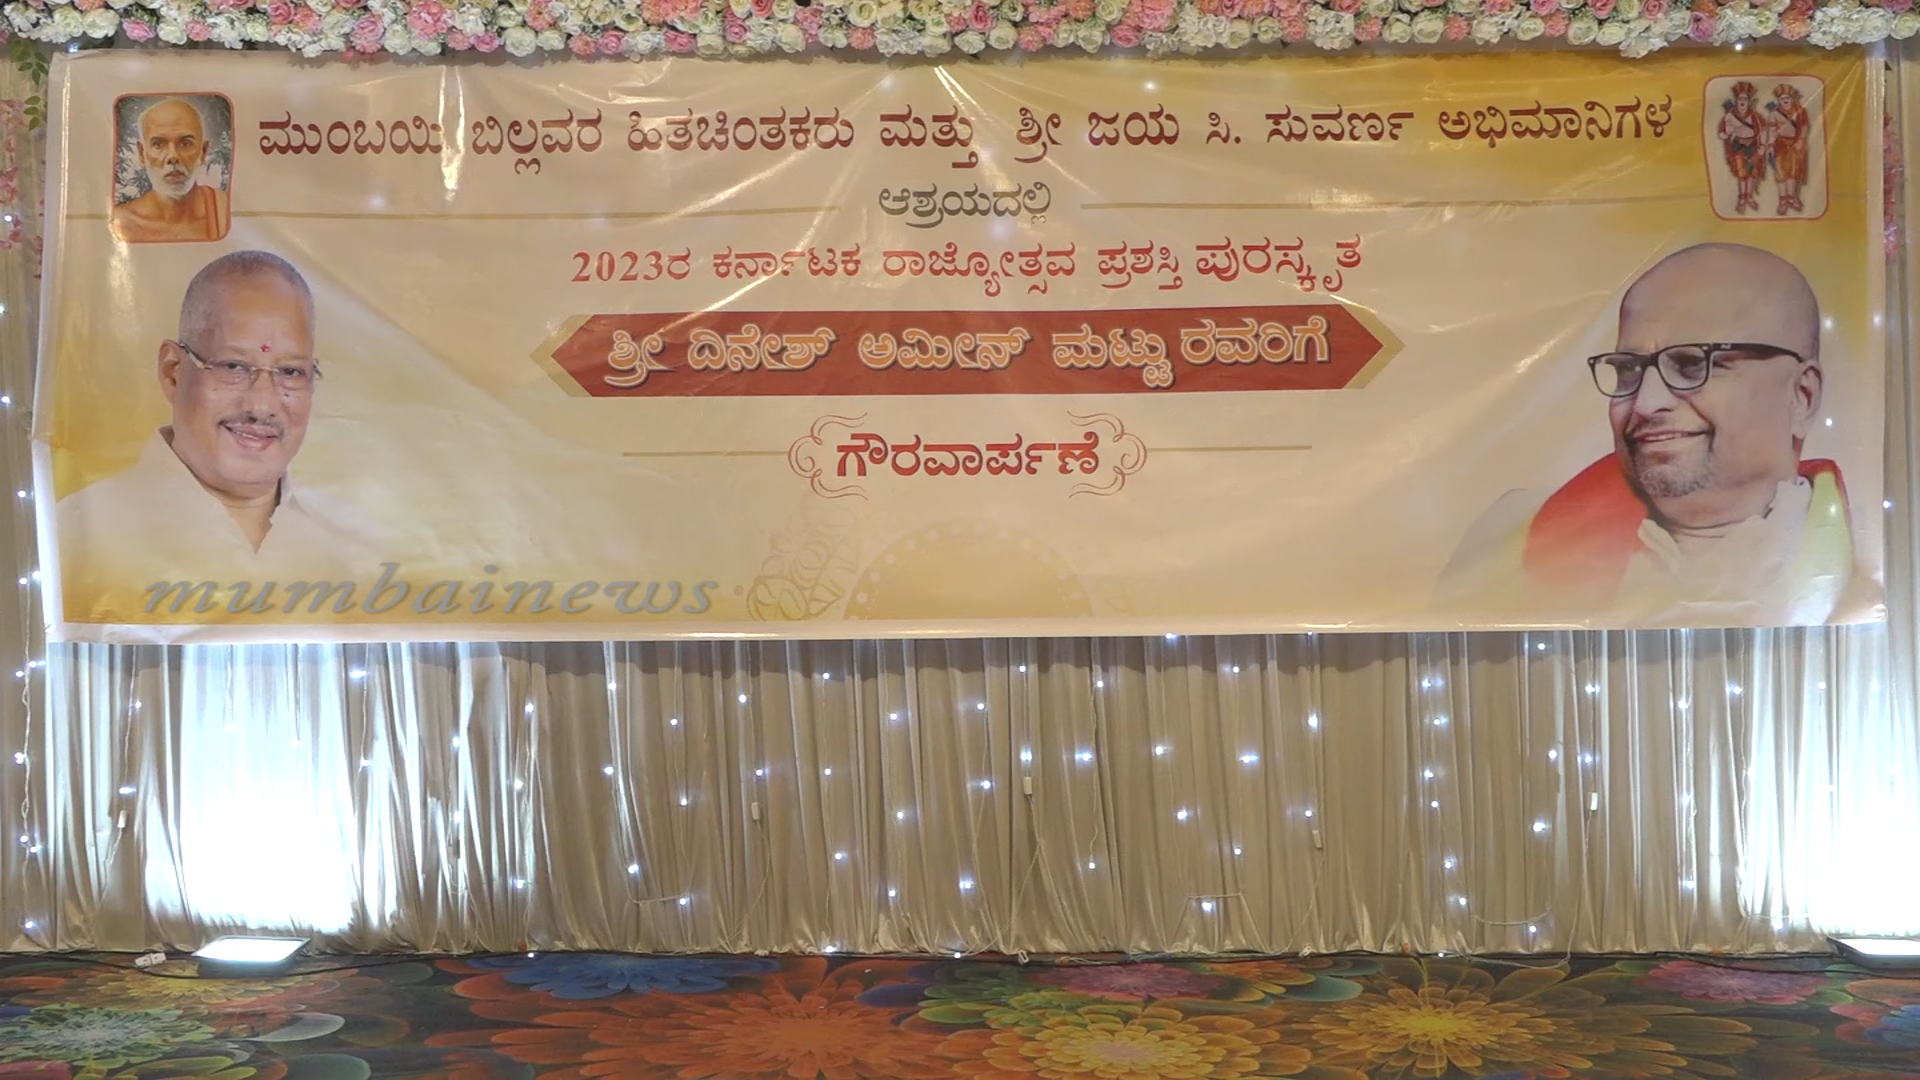 ಮುಂಬಯಿ ಬಿಲ್ಲವರ ಹಿತಚಿಂತಕರು ಮತ್ತು ಶ್ರೀ ಜಯ ಸಿ. ಸುವರ್ಣ ಅಭಿಮಾನಿಗಳ
ಆಶ್ರಯದಲ್ಲಿ
2023ರ ಕರ್ನಾಟಕ ರಾಜ್ಯೋತ್ಸವ ಪ್ರಶಸ್ತಿ ಪುರಸ್ಕೃತ
ಶ್ರೀ ದಿನೇಶ್ ಅಮೀನ್ ಮಟ್ಟು ರವರಿಗೆ
ಗೌರವಾರ್ಪಣೆ
mumbainews